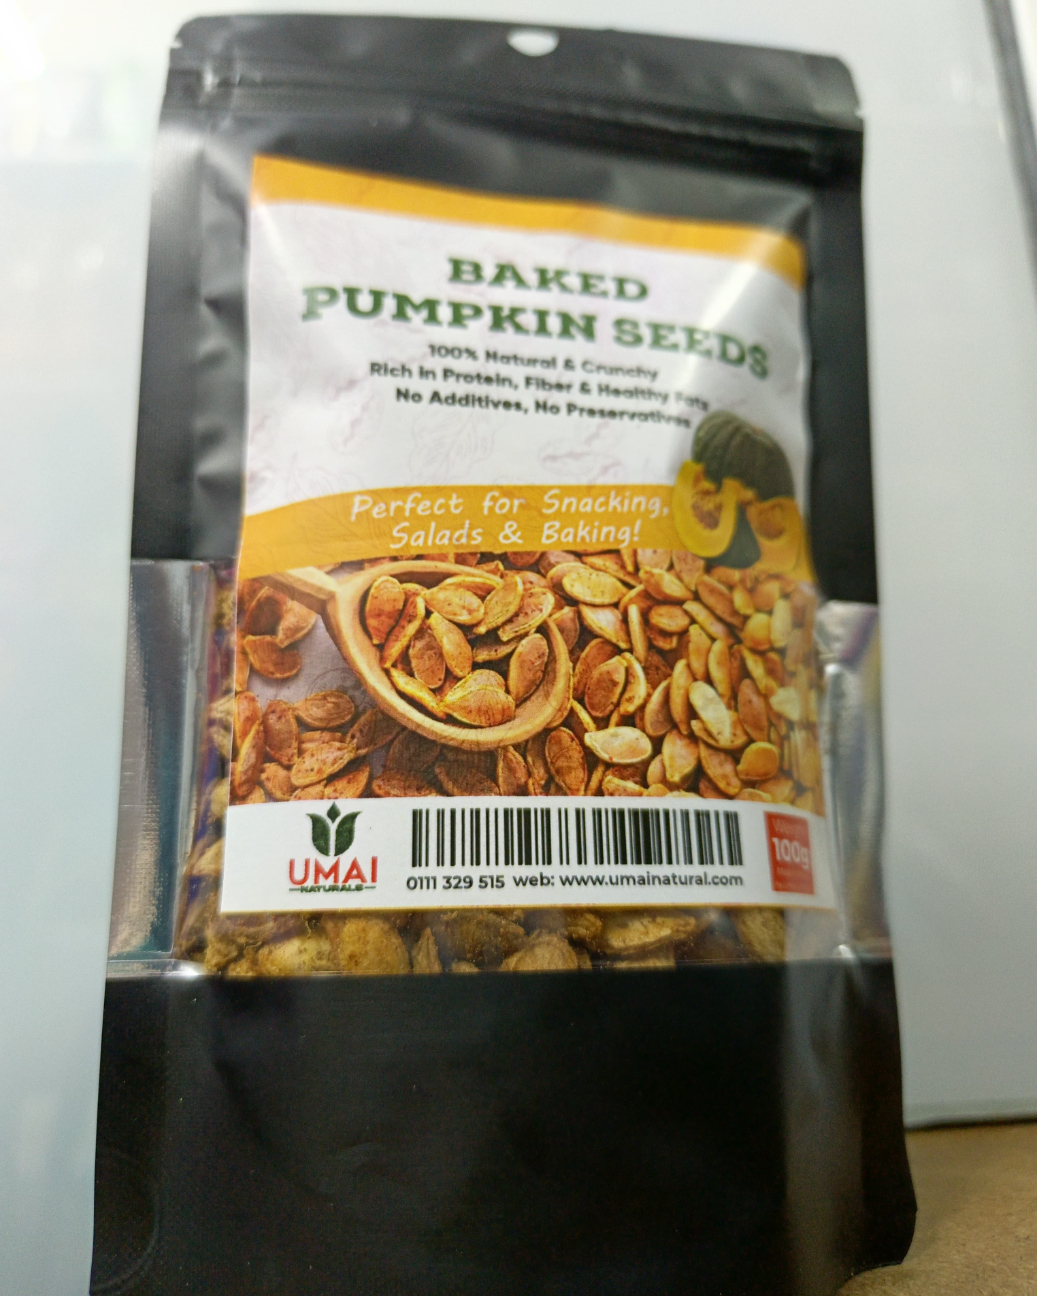 BAKED
PUMPKIN SEEDS
100% Natural & Crunchy
Rich in Protein, Fiber & Healthy Fats
No Additives, No Preservatives
Perfect for Snacking,
Salads & Baking!
UMAI
NATURALS
0111 329 515 web: www.umainatural.com
100g